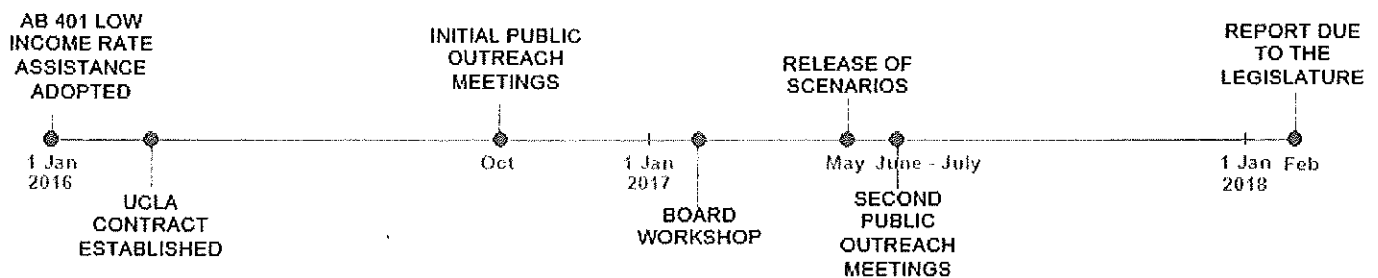 AB 401 LOW
INCOME RATE
ASSISTANCE
ADOPTED
1 Jan
2016
UCLA
CONTRACT
ESTABLISHED
INITIAL PUBLIC
OUTREACH
MEETINGS
Oct
1 Jan
2017
BOARD
WORKSHOP
RELEASE OF
SCENARIOS
May
June - July
SECOND
PUBLIC
OUTREACH
MEETINGS
1 Jan
2018
REPORT DUE
TO THE
LEGISLATURE
Feb